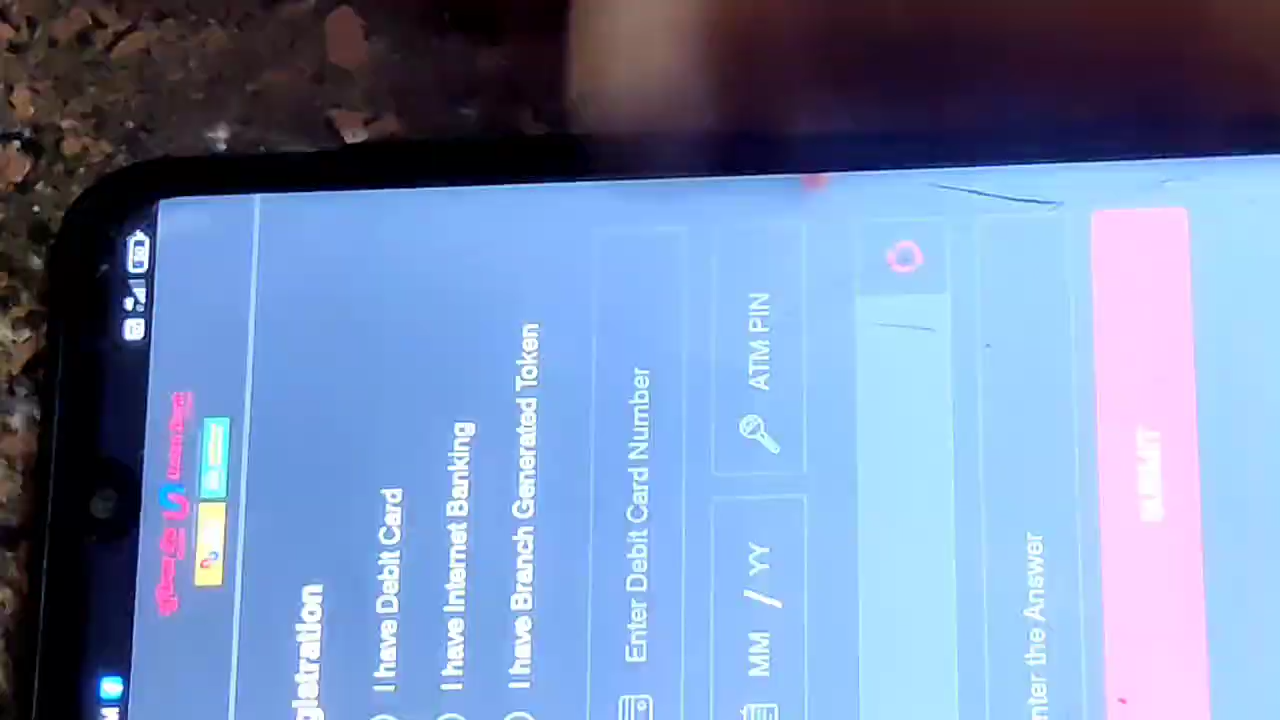 gistration
I have Debit Card
I have Internet Banking
I have Branch Generated Token
Enter Debit Card Number
MM / YY
ATM PIN
nter the Answer
SUBMIT